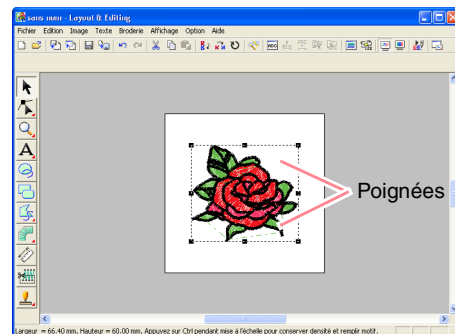 sans nom - Layout & Editing
Fichier Edition Image Texte Broderie Affichage Option Aide
A
Poignées
Largeur = 66.40 mm, Hauteur = 60.00 mm, Appuyez sur Ctrl pendant mise à l'échelle pour conserver densité et remplir motif.